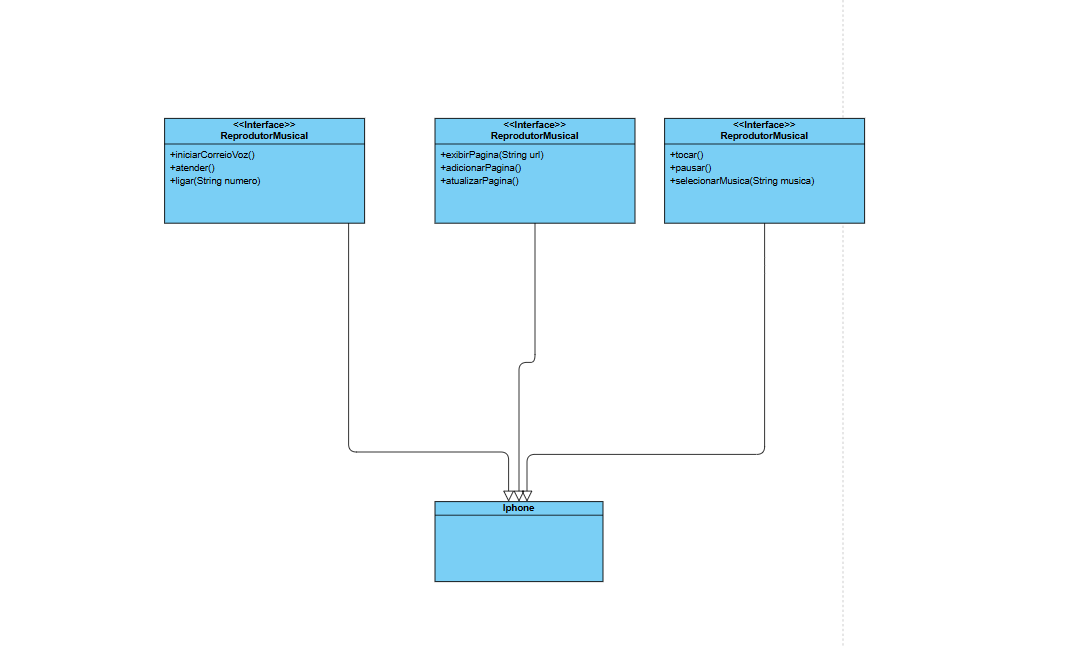 <<Interface>>
ReprodutorMusical
+iniciarCorreioVoz()
+atender()
+ligar(String numero)
<<Interface>>
ReprodutorMusical
+exibirPagina(String url)
+adicionarPagina()
+atualizarPagina()
<<Interface>>
ReprodutorMusical
+tocar()
+pausar()
+selecionarMusica(String musica)
Iphone